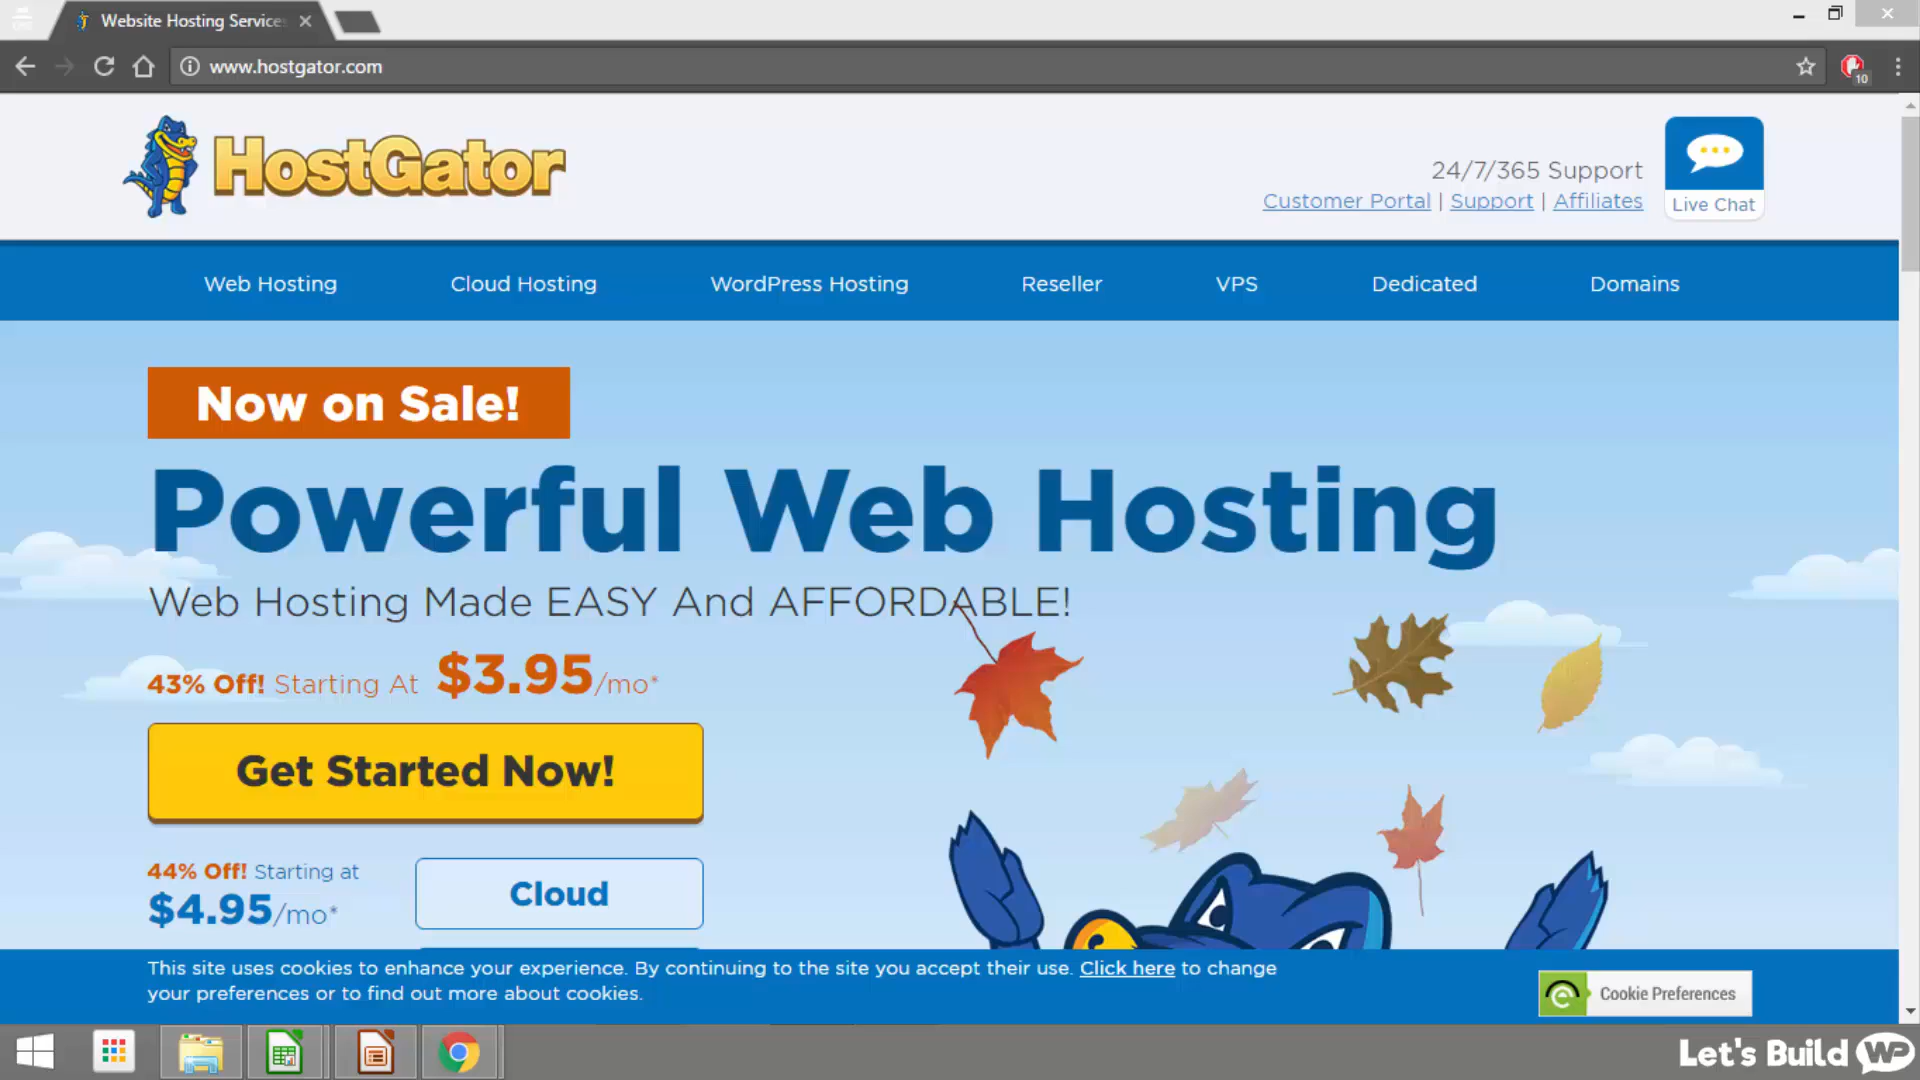 Website Hosting Service
www.hostgator.com
10
HostGator
24/7/365 Support
Customer Portal | Support | Affiliates
Live Chat
Web Hosting Cloud Hosting WordPress Hosting Reseller VPS Dedicated Domains
Now on Sale!
Powerful Web Hosting
Web Hosting Made EASY And AFFORDABLE!
43% Off! Starting At $3.95/mo*
Get Started Now!
44% Off! Starting at
$4.95/mo*
Cloud
This site uses cookies to enhance your experience. By continuing to the site you accept their use. Click here to change
your preferences or to find out more about cookies.
Cookie Preferences
Let's Build WP